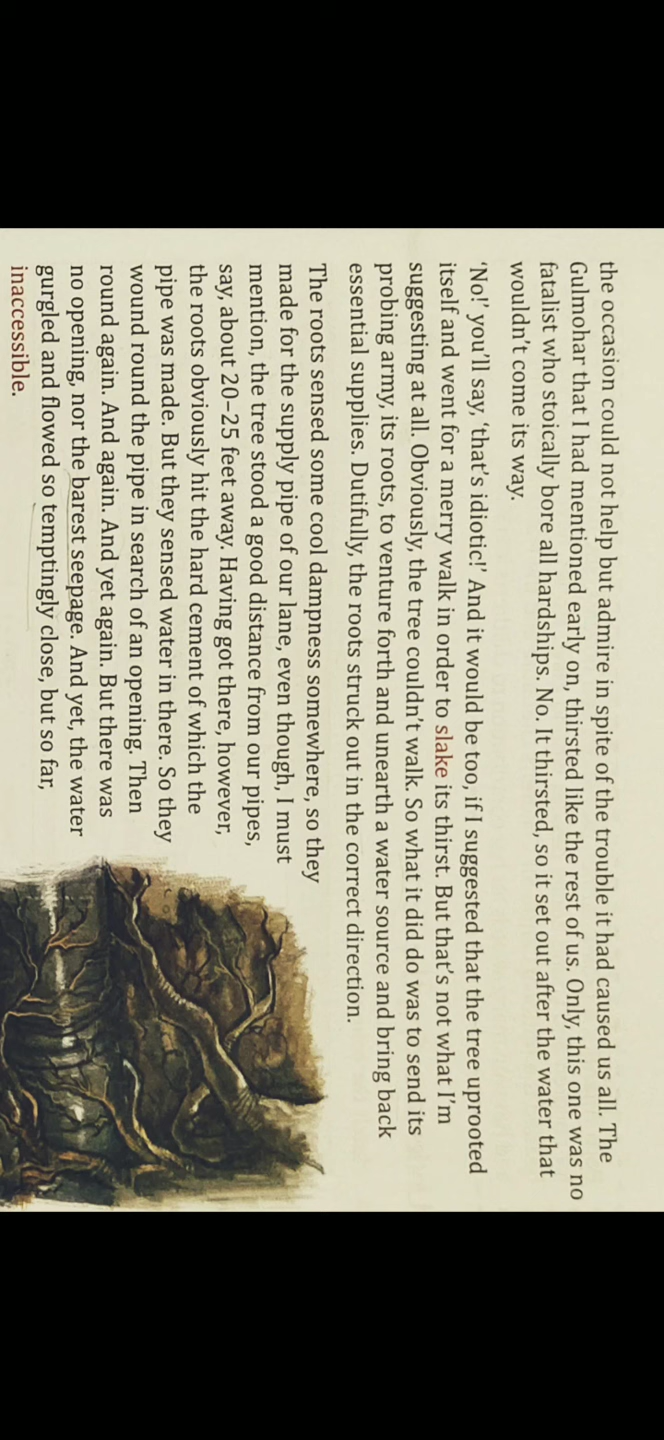 the occasion could not help but admire in spite of the trouble it had caused us all. The
Gulmohar that I had mentioned early on, thirsted like the rest of us. Only, this one was no
fatalist who stoically bore all hardships. No. It thirsted, so it set out after the water that
wouldn't come its way.
'No!' you'll say, 'that's idiotic!' And it would be too, if I suggested that the tree uprooted
itself and went for a merry walk in order to slake its thirst. But that's not what I'm
suggesting at all. Obviously, the tree couldn't walk. So what it did do was to send its
probing army, its roots, to venture forth and unearth a water source and bring back
essential supplies. Dutifully, the roots struck out in the correct direction.
The roots sensed some cool dampness somewhere, so they
made for the supply pipe of our lane, even though, I must
mention, the tree stood a good distance from our pipes,
say, about 20–25 feet away. Having got there, however,
the roots obviously hit the hard cement of which the
pipe was made. But they sensed water in there. So they
wound round the pipe in search of an opening. Then
round again. And again. And yet again. But there was
no opening, nor the barest seepage. And yet, the water
gurgled and flowed so temptingly close, but so far,
inaccessible.